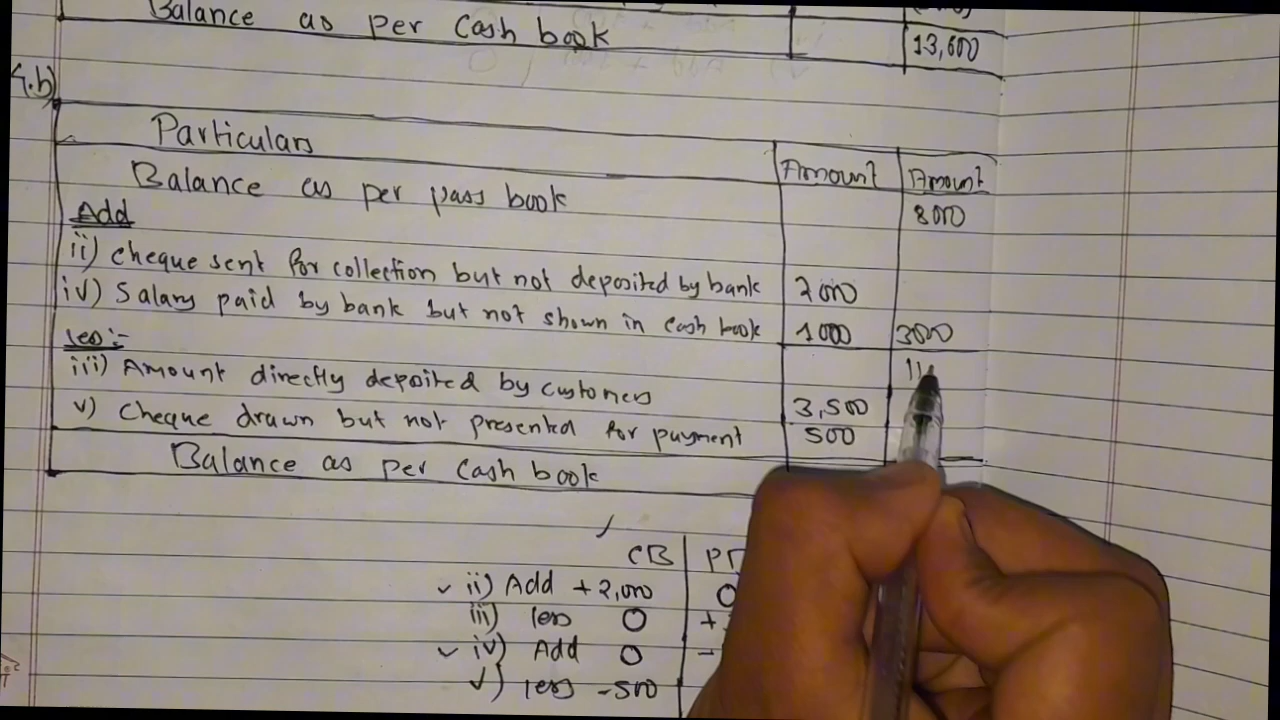 Balance as per Cash book 13,600
4.b)
Particulars Amount Amount
Balance as per pass book 8000
Add
ii) cheque sent for collection but not deposited by bank 2000
iv) Salary paid by bank but not shown in cash book 1000 3000
less:-
11
iii) Amount directly deposited by customers 3,500
v) Cheque drawn but not presented for payment 500
Balance as per Cash book
CB
ii) Add +2,000 0
iii) less 0 +
iv) Add 0 -
v) less -500